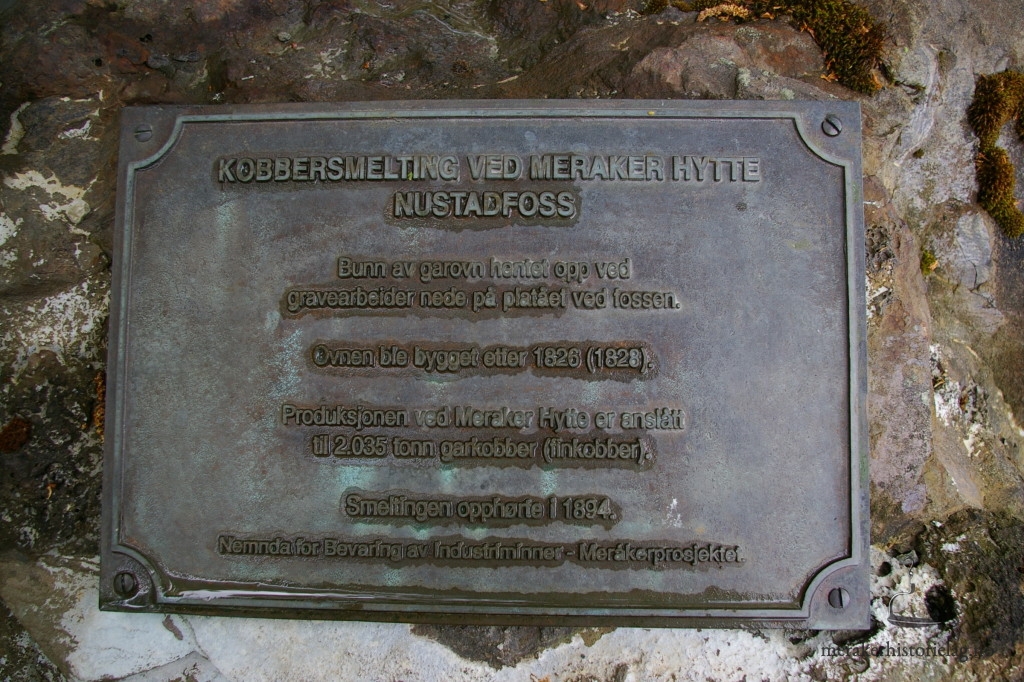 KOBBERSMELTING VED MERAKER HYTTE
NUSTADFOSS
Bunn av garovn hentet opp ved
gravearbeider nede på platået ved fossen.
Ovnen ble bygget etter 1826 (1828).
Produksjonen ved Meraker Hytte er anslått
til 2.035 tonn garkobber (finkobber).
Smeltingen opphørte i 1894.
Nemnda for Bevaring av Industriminner - Meråkerprosjektet.
merakerhistorielag.no